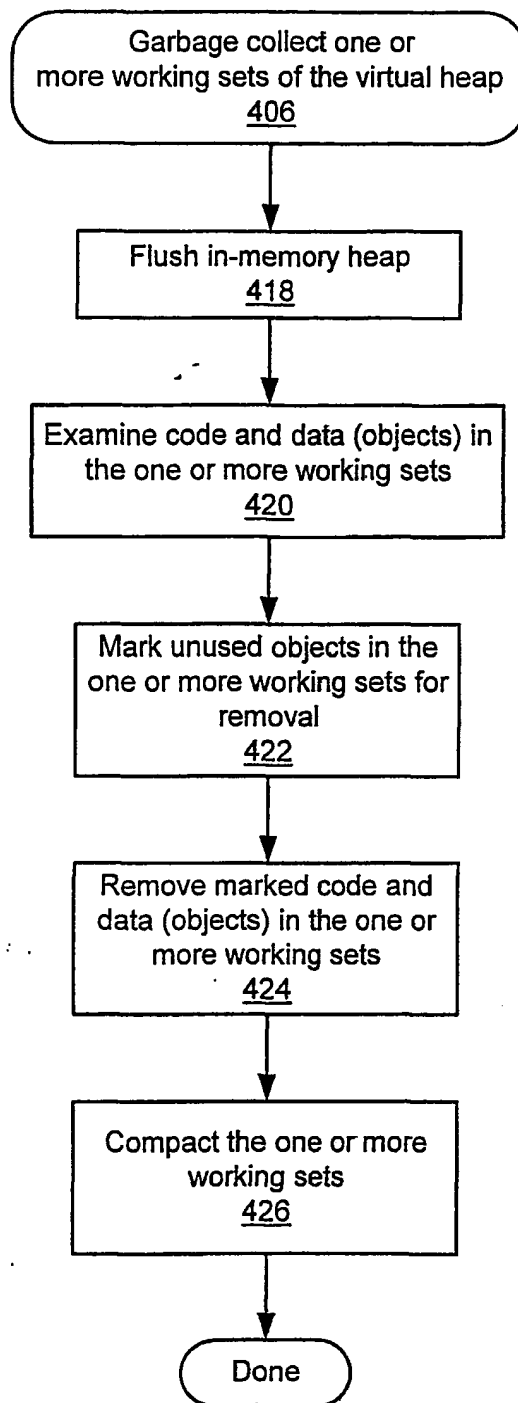 Garbage collect one or
more working sets of the virtual heap
406
Flush in-memory heap
418
Examine code and data (objects) in
the one or more working sets
420
Mark unused objects in the
one or more working sets for
removal
422
Remove marked code and
data (objects) in the one or
more working sets
424
Compact the one or more
working sets
426
Done